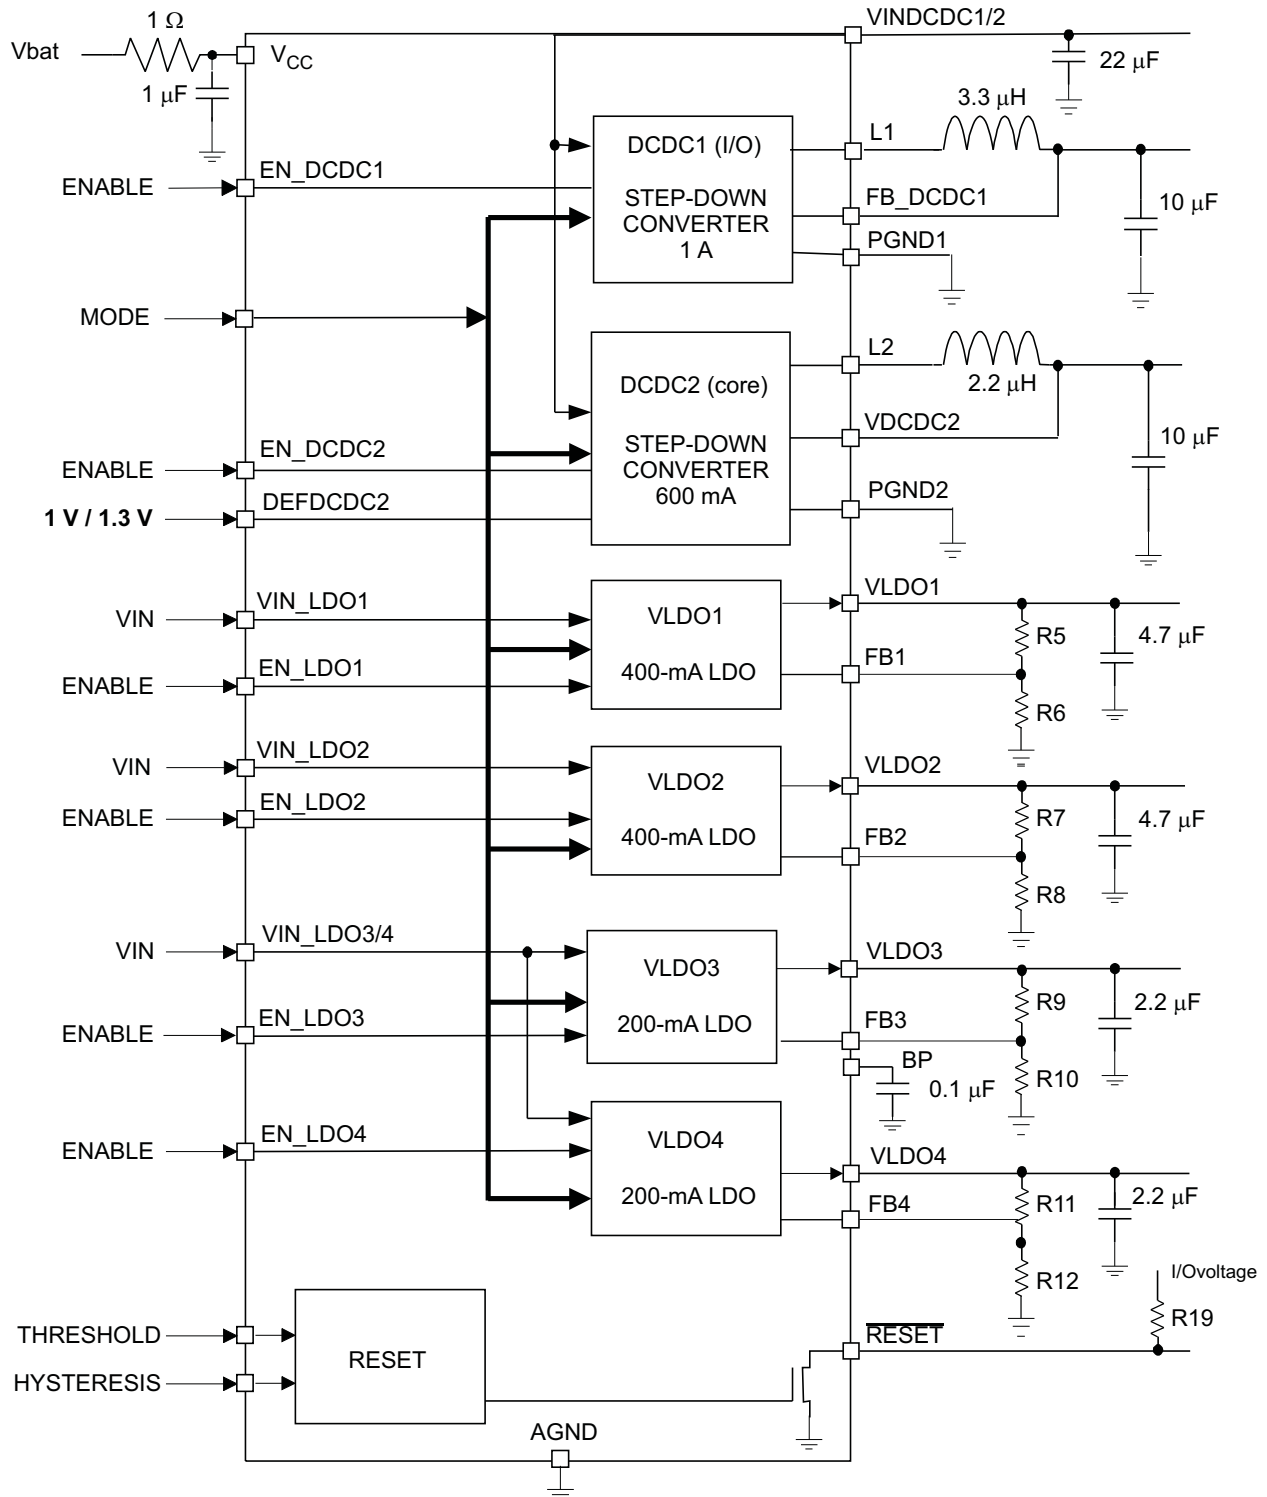 VINDCDC1/2
1 Ω
Vbat
VCC
22 μF
1 μF
3.3 μH
L1
DCDC1 (I/O)
EN_DCDC1
ENABLE
STEP-DOWN
CONVERTER
1 A
FB_DCDC1
10 μF
PGND1
MODE
L2
DCDC2 (core)
2.2 μH
VDCDC2
10 μF
EN_DCDC2
ENABLE
STEP-DOWN
CONVERTER
600 mA
PGND2
DEFDCDC2
1 V / 1.3 V
VLDO1
VIN_LDO1
VIN
VLDO1
R5
4.7 μF
FB1
EN_LDO1
ENABLE
400-mA LDO
R6
VIN_LDO2
VIN
VLDO2
VLDO2
EN_LDO2
ENABLE
R7
4.7 μF
400-mA LDO
FB2
R8
VIN_LDO3/4
VIN
VLDO3
VLDO3
R9
2.2 μF
EN_LDO3
ENABLE
200-mA LDO
FB3
BP
0.1 μF
R10
EN_LDO4
ENABLE
VLDO4
VLDO4
200-mA LDO
FB4
R11
2.2 μF
R12
I/Ovoltage
R19
THRESHOLD
RESET
RESET
HYSTERESIS
AGND